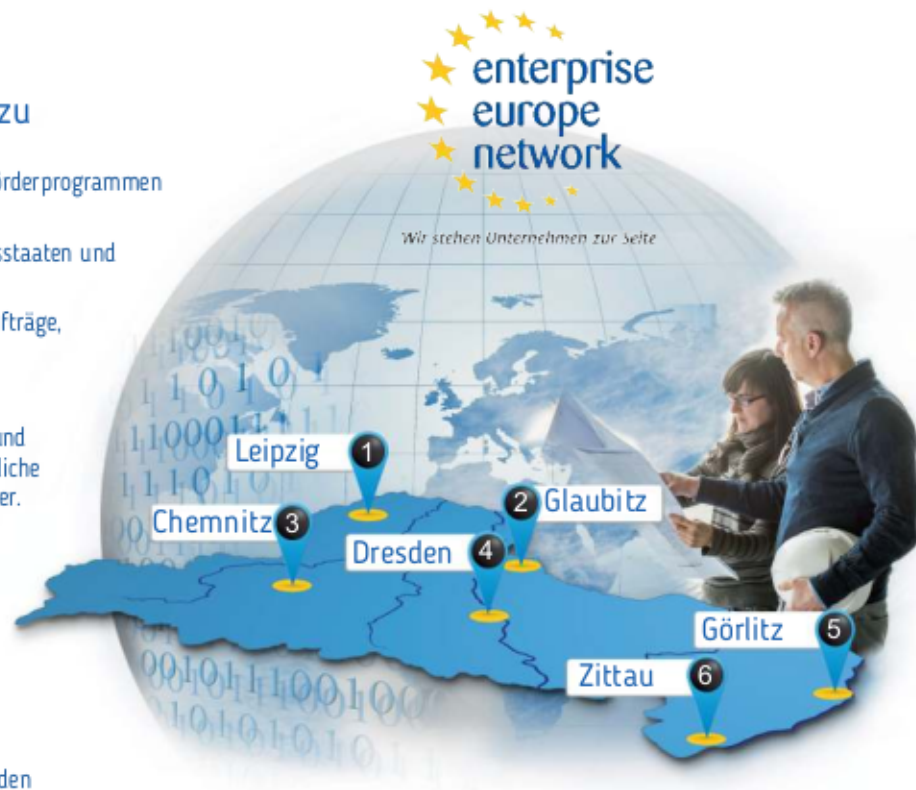 enterprise
europe
network
zu
örderprogrammen
Wir stehen Unternehmen zur Seite
sstaaten und
fträge,
und
liche
er.
Leipzig 1
2 Glaubitz
Chemnitz 3
Dresden 4
Görlitz 5
Zittau 6
den